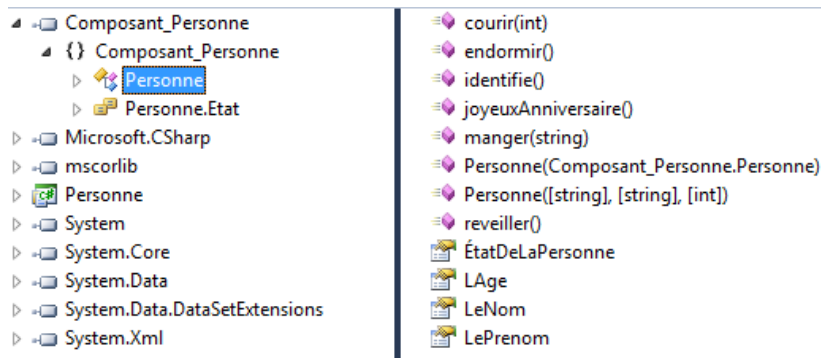 Composant_Personne
{} Composant_Personne
Personne
Personne.Etat
Microsoft.CSharp
mscorlib
Personne
System
System.Core
System.Data
System.Data.DataSetExtensions
System.Xml
courir(int)
endormir()
identifie()
joyeuxAnniversaire()
manger(string)
Personne(Composant_Personne.Personne)
Personne([string], [string], [int])
reveiller()
ÉtatDeLaPersonne
LAge
LeNom
LePrenom